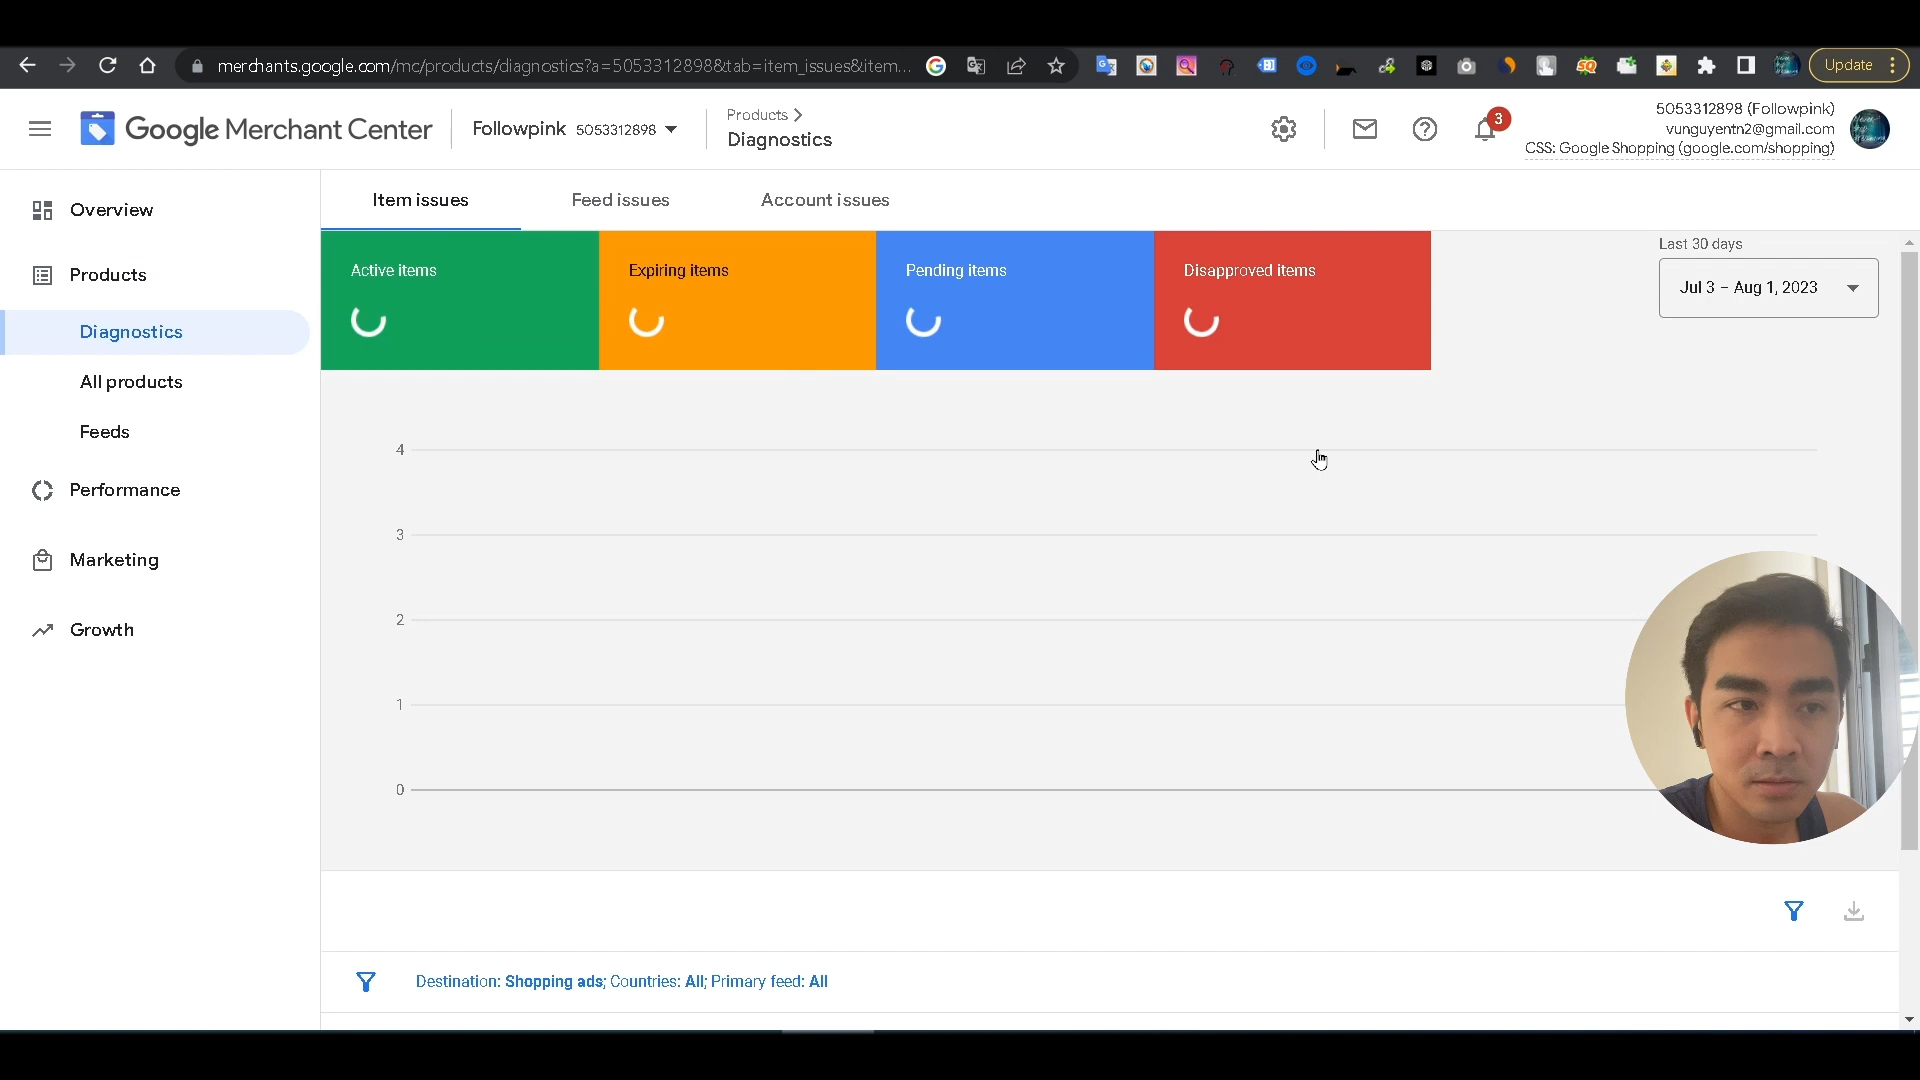 merchants.google.com/mc/products/diagnostics?a=5053312898&tab=item_issues&item...
Update
Google Merchant Center
Followpink 5053312898
Products
Diagnostics
3
5053312898 (Followpink)
vunguyentn2@gmail.com
CSS: Google Shopping (google.com/shopping)
Overview
Products
Diagnostics
All products
Feeds
Performance
Marketing
Growth
Item issues
Feed issues
Account issues
Active items
Expiring items
Pending items
Disapproved items
Last 30 days
Jul 3 – Aug 1, 2023
4
3
2
1
0
Destination: Shopping ads; Countries: All; Primary feed: All